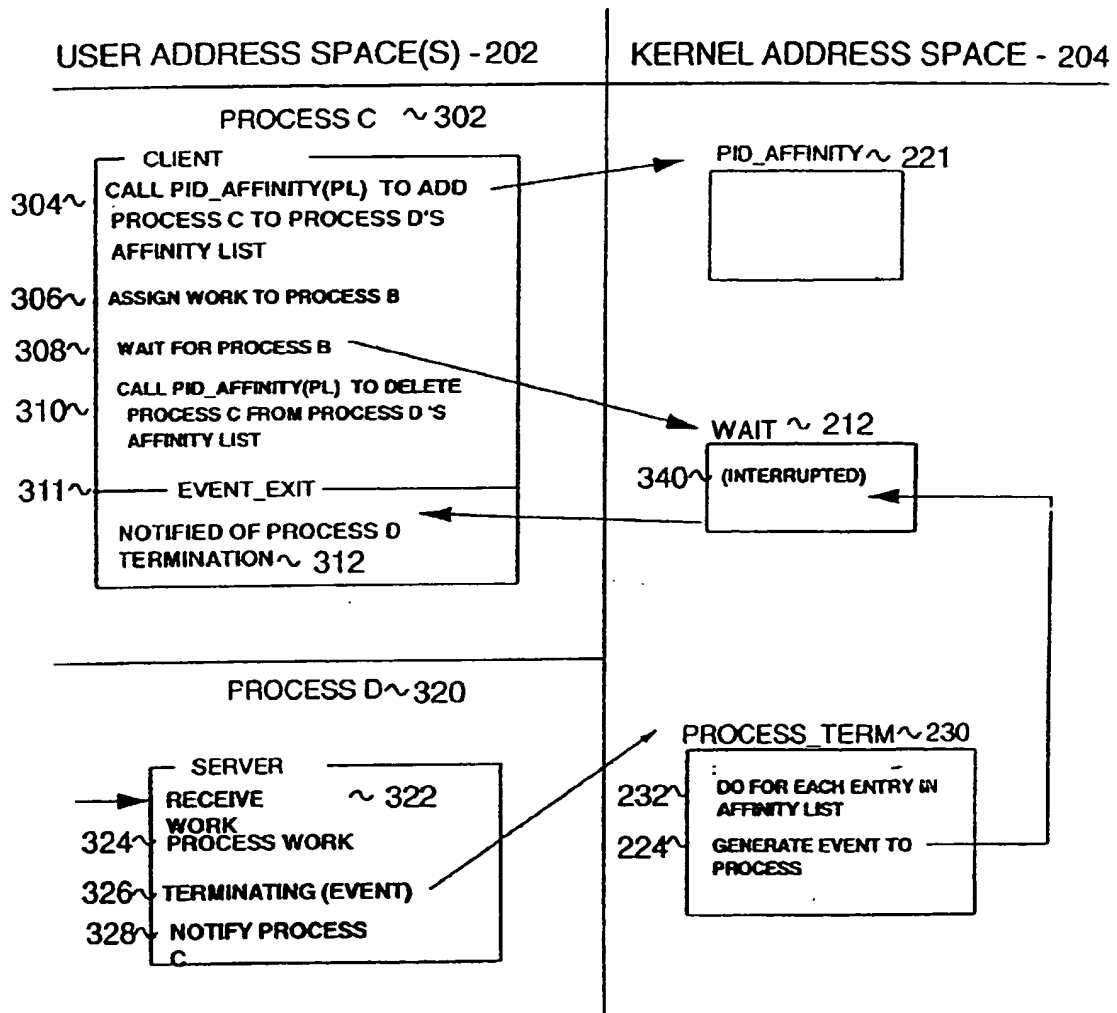 USER ADDRESS SPACE(S) - 202
KERNEL ADDRESS SPACE - 204
PROCESS C ~ 302
CLIENT
304~ CALL PID_AFFINITY(PL) TO ADD
PROCESS C TO PROCESS D'S
AFFINITY LIST
306~ ASSIGN WORK TO PROCESS B
308~ WAIT FOR PROCESS B
CALL PID_AFFINITY(PL) TO DELETE
310~ PROCESS C FROM PROCESS D 'S
AFFINITY LIST
311~ EVENT_EXIT
NOTIFIED OF PROCESS D
TERMINATION ~ 312
PID_AFFINITY ~ 221
WAIT ~ 212
340~ (INTERRUPTED)
PROCESS D ~ 320
SERVER
RECEIVE ~ 322
WORK
324~ PROCESS WORK
326~ TERMINATING (EVENT)
328~ NOTIFY PROCESS
C
PROCESS_TERM ~ 230
232~ DO FOR EACH ENTRY IN
AFFINITY LIST
224~ GENERATE EVENT TO
PROCESS